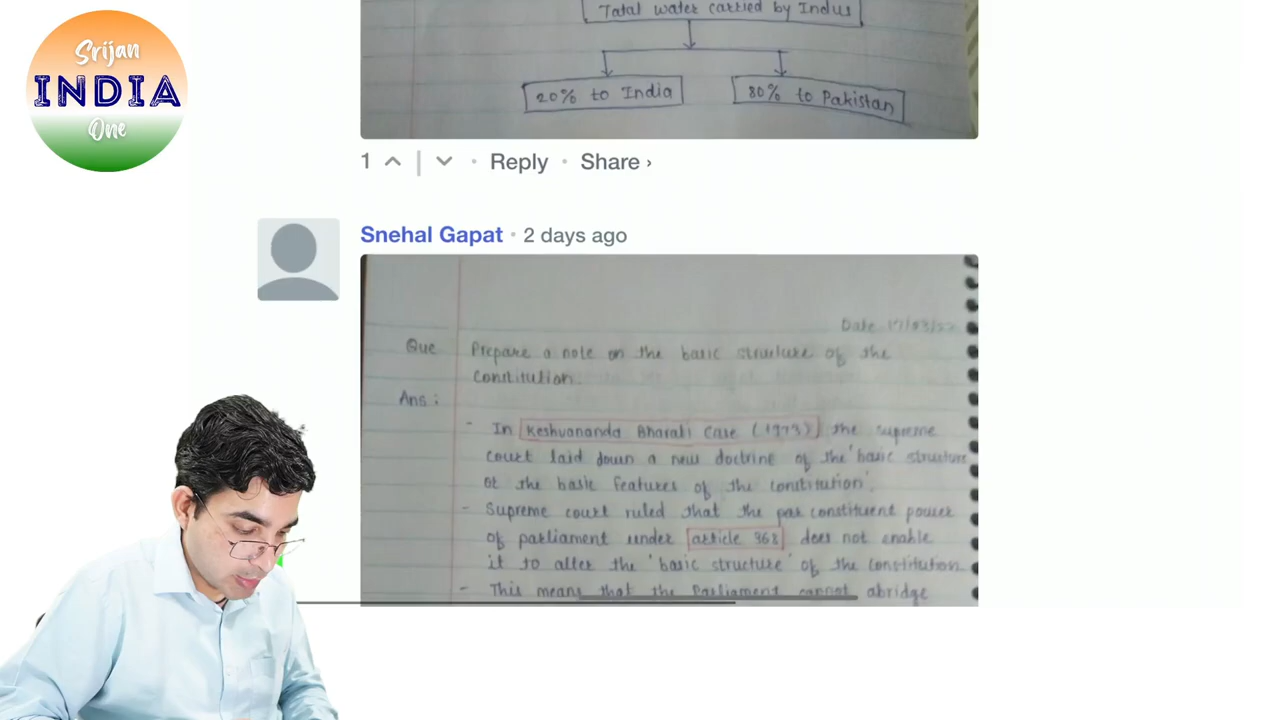 Srijan
INDIA
One
Total water carried by Indus
20% to India
80% to Pakistan
1
Reply
Share ›
Snehal Gapat · 2 days ago
Date
Que Prepare a note on the basic structure of the
Constitution.
Ans :
- In Keshvananda Bharati Case (1973) the supreme
court laid down a new doctrine of the 'basic structure
or the basic features of the constitution'.
- Supreme court ruled that the constituent power
of parliament under article 368 does not enable
it to alter the 'basic structure' of the constitution.
- This means that the Parliament cannot abridge